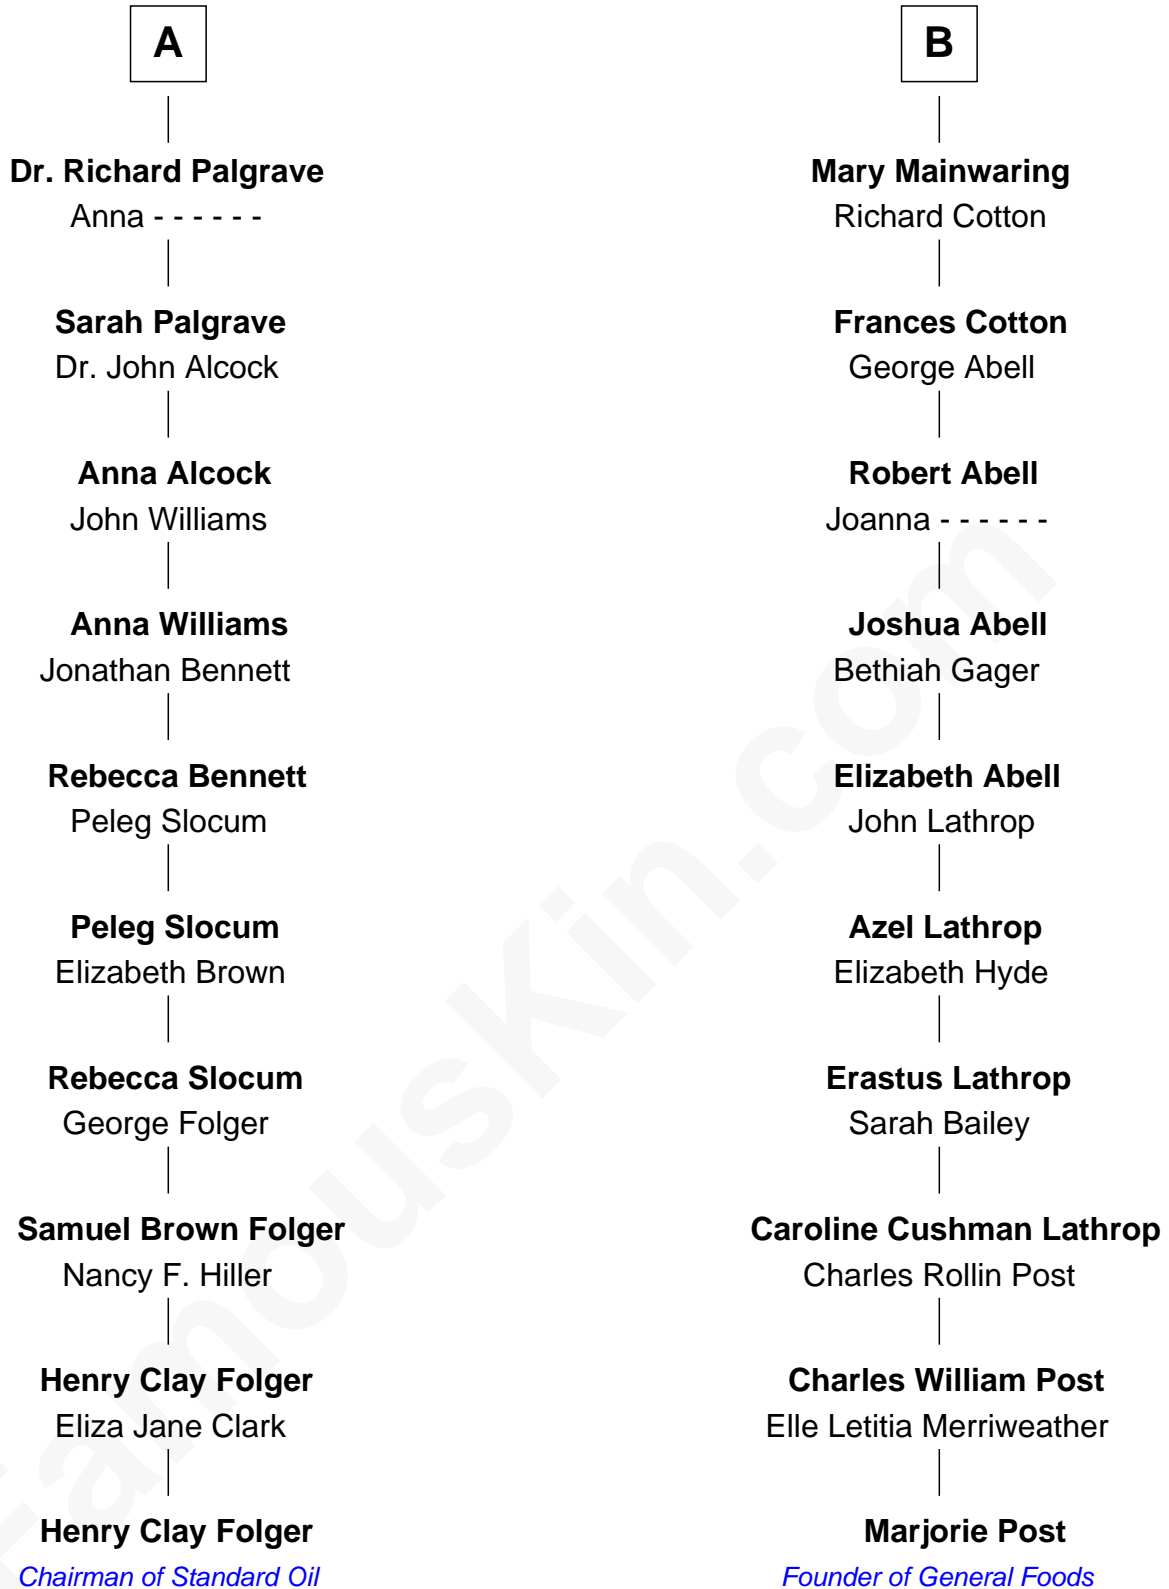 A
Dr. Richard Palgrave
Anna - - - - - -
Sarah Palgrave
Dr. John Alcock
Anna Alcock
John Williams
Anna Williams
Jonathan Bennett
Rebecca Bennett
Peleg Slocum
Peleg Slocum
Elizabeth Brown
Rebecca Slocum
George Folger
Samuel Brown Folger
Nancy F. Hiller
Henry Clay Folger
Eliza Jane Clark
Henry Clay Folger
Chairman of Standard Oil
B
Mary Mainwaring
Richard Cotton
Frances Cotton
George Abell
Robert Abell
Joanna - - - - - -
Joshua Abell
Bethiah Gager
Elizabeth Abell
John Lathrop
Azel Lathrop
Elizabeth Hyde
Erastus Lathrop
Sarah Bailey
Caroline Cushman Lathrop
Charles Rollin Post
Charles William Post
Elle Letitia Merriweather
Marjorie Post
Founder of General Foods
FamousKin.com